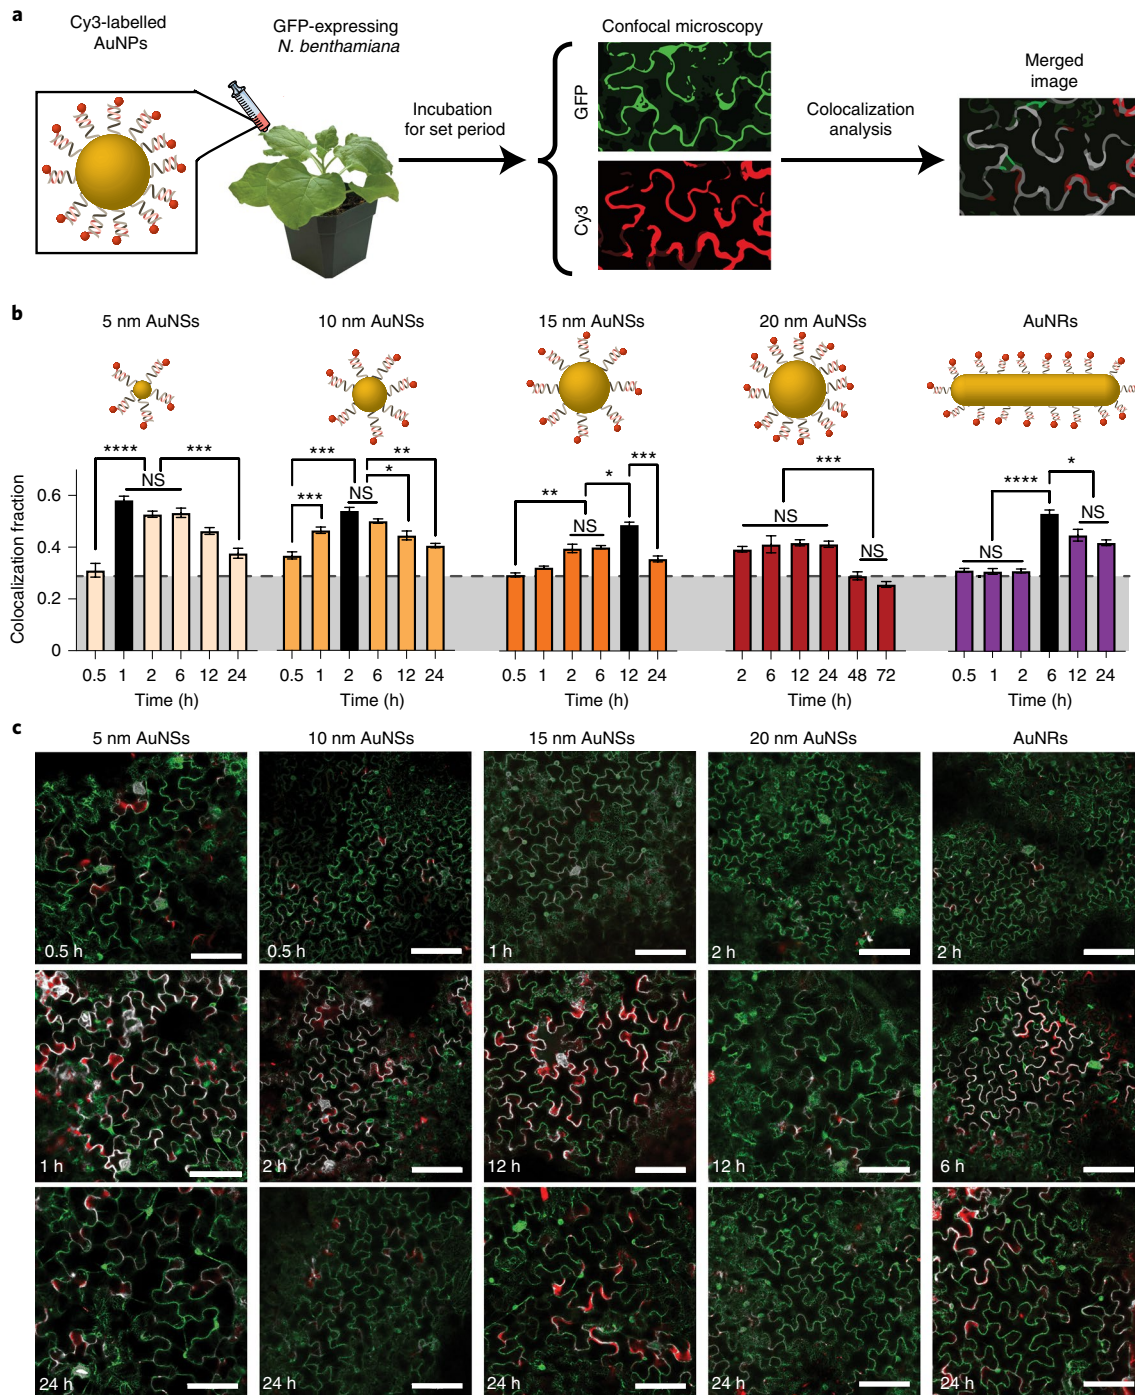 a
Cy3-labelled
AuNPs
GFP-expressing
N. benthamiana
Incubation
for set period
Confocal microscopy
GFP
Cy3
Colocalization
analysis
Merged
image
b
5 nm AuNSs
10 nm AuNSs
15 nm AuNSs
20 nm AuNSs
AuNRs
Colocalization fraction
0.6
0.4
0.2
0
**** *** NS
*** ** * NS ***
** * *** NS
*** NS NS
**** * NS NS
0.5 1 2 6 12 24
0.5 1 2 6 12 24
0.5 1 2 6 12 24
2 6 12 24 48 72
0.5 1 2 6 12 24
Time (h)
Time (h)
Time (h)
Time (h)
Time (h)
c
5 nm AuNSs
10 nm AuNSs
15 nm AuNSs
20 nm AuNSs
AuNRs
0.5 h
0.5 h
1 h
2 h
2 h
1 h
2 h
12 h
12 h
6 h
24 h
24 h
24 h
24 h
24 h